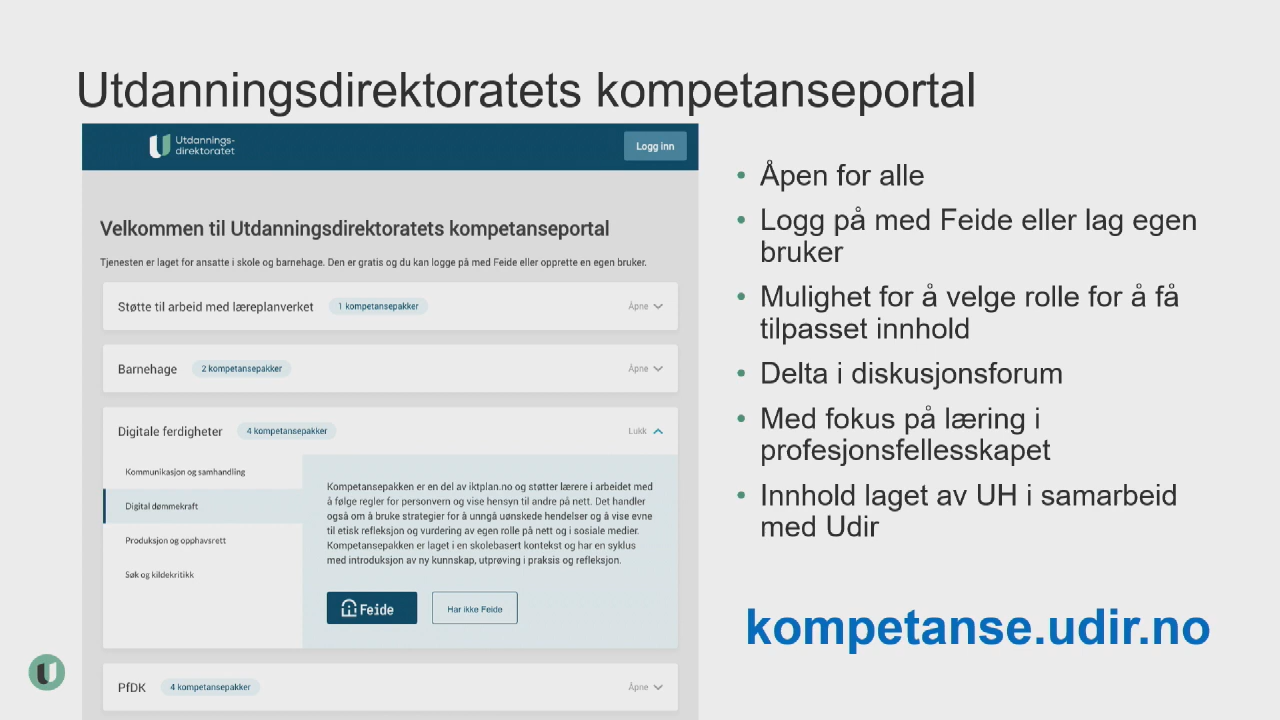 Utdanningsdirektoratets kompetanseportal
Utdannings-
direktoratet
Logg inn
Velkommen til Utdanningsdirektoratets kompetanseportal
Tjenesten er laget for ansatte i skole og barnehage. Den er gratis og du kan logge på med Feide eller opprette en egen bruker.
Støtte til arbeid med læreplanverket
1 kompetansepakker
Åpne
Barnehage
2 kompetansepakker
Åpne
Digitale ferdigheter
4 kompetansepakker
Lukk
Kommunikasjon og samhandling
Digital dømmekraft
Produksjon og opphavsrett
Søk og kildekritikk
Kompetansepakken er en del av iktplan.no og støtter lærere i arbeidet med
å følge regler for personvern og vise hensyn til andre på nett. Det handler
også om å bruke strategier for å unngå uønskede hendelser og å vise evne
til etisk refleksjon og vurdering av egen rolle på nett og i sosiale medier.
Kompetansepakken er laget i en skolebasert kontekst og har en syklus
med introduksjon av ny kunnskap, utprøving i praksis og refleksjon.
Feide
Har ikke Feide
PfDK
4 kompetansepakker
Åpne
• Åpen for alle
• Logg på med Feide eller lag egen
bruker
• Mulighet for å velge rolle for å få
tilpasset innhold
• Delta i diskusjonsforum
• Med fokus på læring i
profesjonsfellesskapet
• Innhold laget av UH i samarbeid
med Udir
kompetanse.udir.no